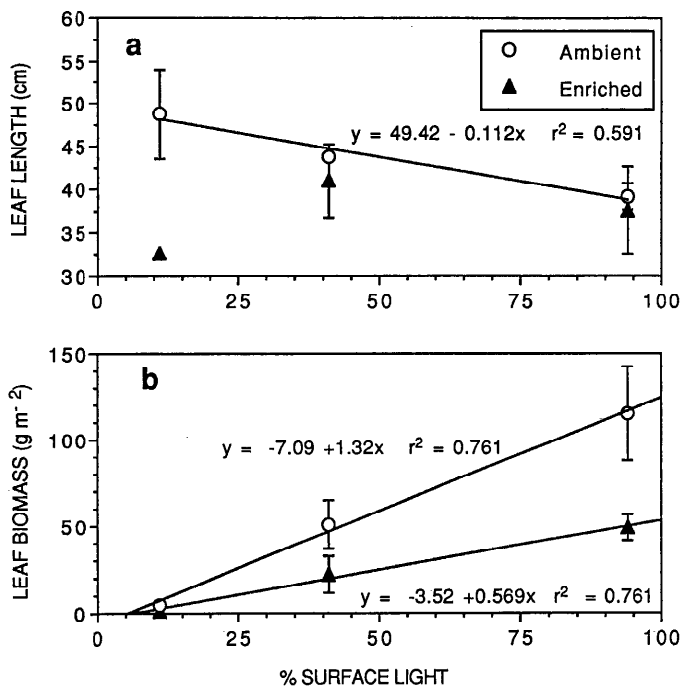 60
55
50
45
40
35
30
LEAF LENGTH (cm)
a
Ambient
Enriched
y = 49.42 - 0.112x r² = 0.591
0 25 50 75 100
150
100
50
0
LEAF BIOMASS (g m⁻²)
b
y = -7.09 +1.32x r² = 0.761
y = -3.52 +0.569x r² = 0.761
0 25 50 75 100
% SURFACE LIGHT